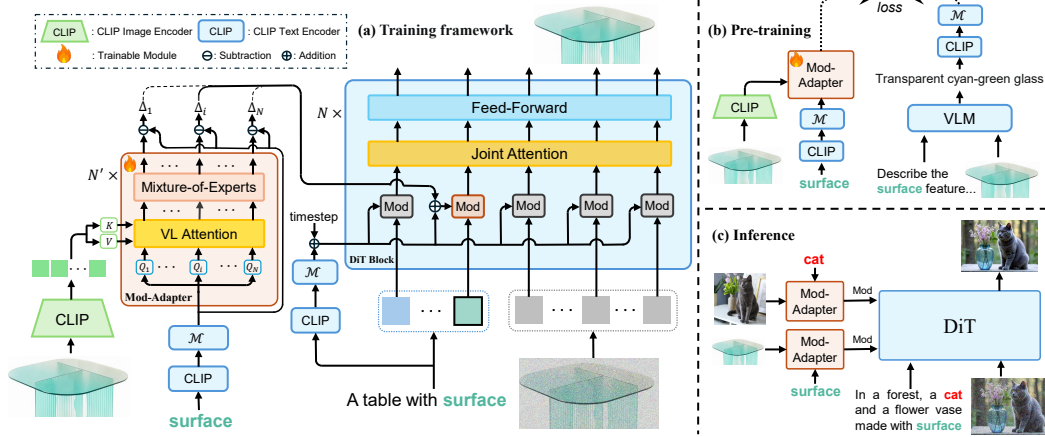 CLIP : CLIP Image Encoder CLIP : CLIP Text Encoder
: Trainable Module ⊖ : Subtraction ⊕ : Addition
(a) Training framework
Δ₁ Δᵢ Δ_N
N ×
Feed-Forward
Joint Attention
Mod Mod Mod Mod Mod
DiT Block
N′ ×
Mixture-of-Experts
VL Attention
K
V
Q₁ ... Qᵢ ... Q_N
Mod-Adapter
CLIP
ℳ
CLIP
surface
timestep
ℳ
CLIP
A table with surface
(b) Pre-training
loss
Mod-
Adapter
CLIP
ℳ
CLIP
surface
ℳ
CLIP
Transparent cyan-green glass
VLM
Describe the
surface feature...
(c) Inference
cat
Mod-
Adapter
Mod
Mod-
Adapter
Mod
surface
DiT
In a forest, a cat
and a flower vase
made with surface